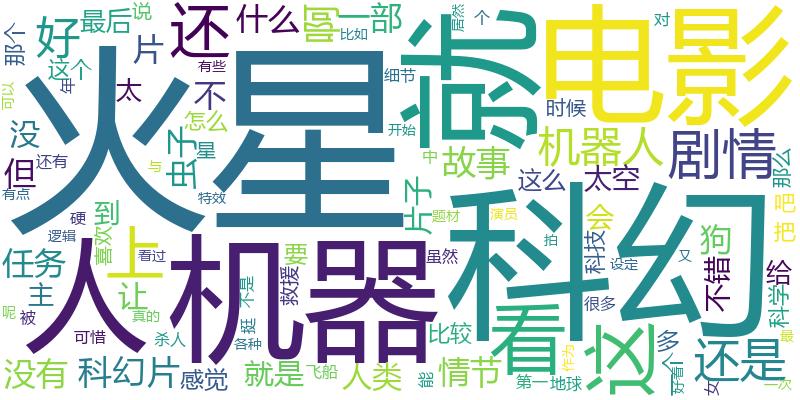 那个
好
最后
说
还
什么
啊
一部
比如
居然
个
就
电影
对
这个
片
有些
细节
时候
年
太
不
可以
火星
怎么
开始
机器人
剧情
没
虫子
星
中
故事
那么
但
还有
与
特效
片子
题材
这么
太空
有点
硬
到
演员
会
吧
逻辑
喜欢
看过
上
拍
科技
把
人
机器
要
虽然
科幻
狗
任务
不是
救援
设定
又
不错
给
主
让
很多
科学
呢
被
真的
挺
比较
看
这
多
可惜
杀人
各种
作为
还是
最
没有
科幻片
感觉
就是
飞船
人类
能
情节
第一
地球
个
好看
女
一次